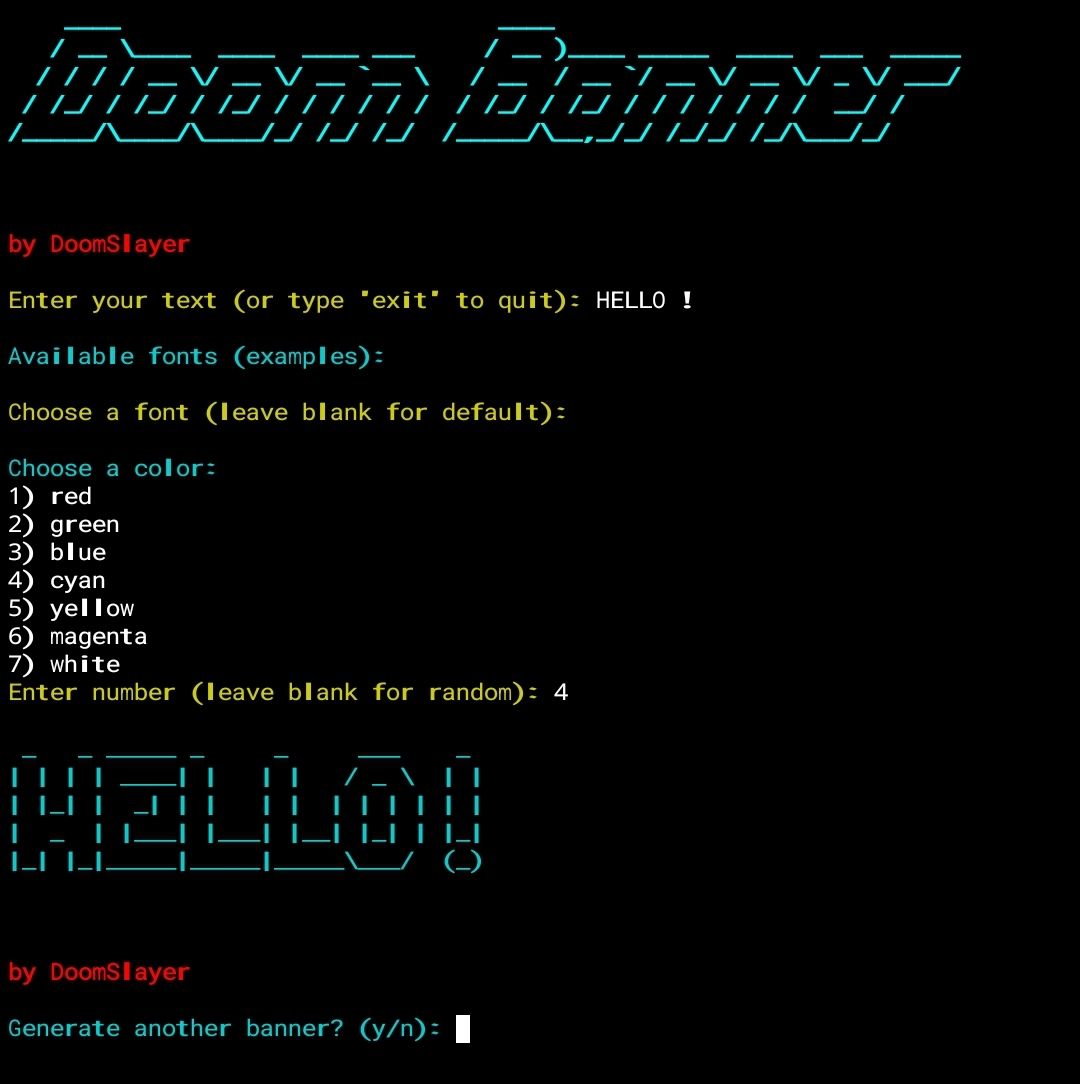 Doom Banner
by DoomSlayer
Enter your text (or type "exit" to quit): HELLO !
Available fonts (examples):
Choose a font (leave blank for default):
Choose a color:
1) red
2) green
3) blue
4) cyan
5) yellow
6) magenta
7) white
Enter number (leave blank for random): 4
HELLO !
by DoomSlayer
Generate another banner? (y/n):